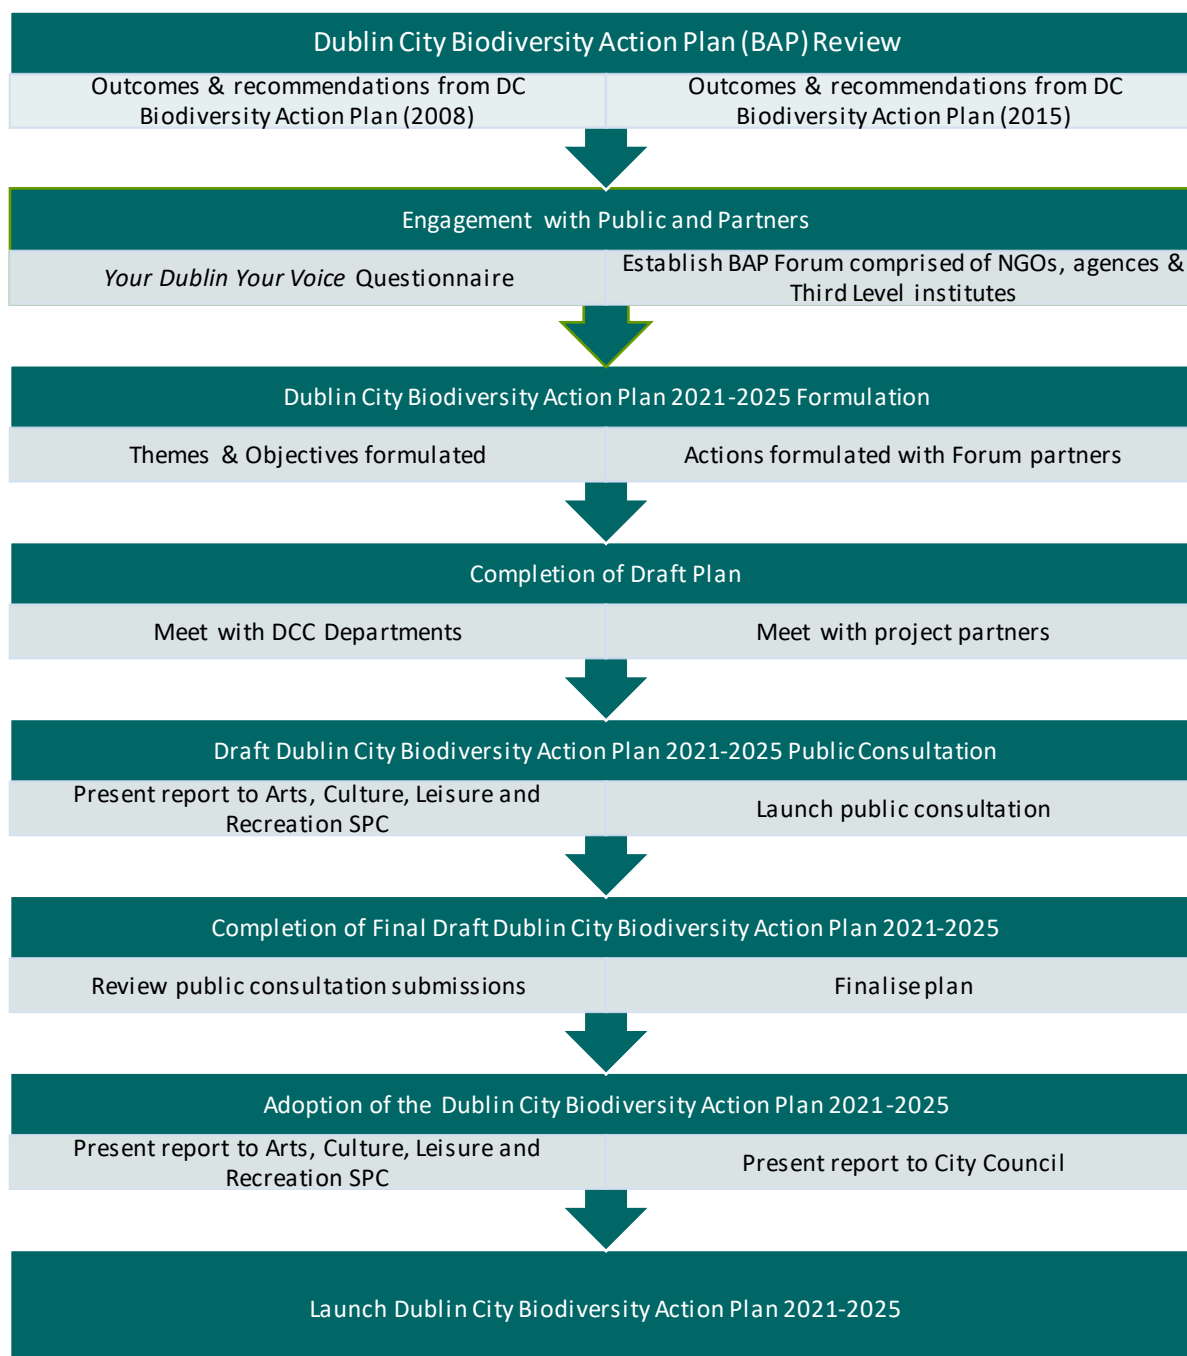 Dublin City Biodiversity Action Plan (BAP) Review
Outcomes & recommendations from DC
Biodiversity Action Plan (2008)
Outcomes & recommendations from DC
Biodiversity Action Plan (2015)
Engagement with Public and Partners
Your Dublin Your Voice Questionnaire
Establish BAP Forum comprised of NGOs, agences &
Third Level institutes
Dublin City Biodiversity Action Plan 2021-2025 Formulation
Themes & Objectives formulated
Actions formulated with Forum partners
Completion of Draft Plan
Meet with DCC Departments
Meet with project partners
Draft Dublin City Biodiversity Action Plan 2021-2025 Public Consultation
Present report to Arts, Culture, Leisure and
Recreation SPC
Launch public consultation
Completion of Final Draft Dublin City Biodiversity Action Plan 2021-2025
Review public consultation submissions
Finalise plan
Adoption of the Dublin City Biodiversity Action Plan 2021-2025
Present report to Arts, Culture, Leisure and
Recreation SPC
Present report to City Council
Launch Dublin City Biodiversity Action Plan 2021-2025